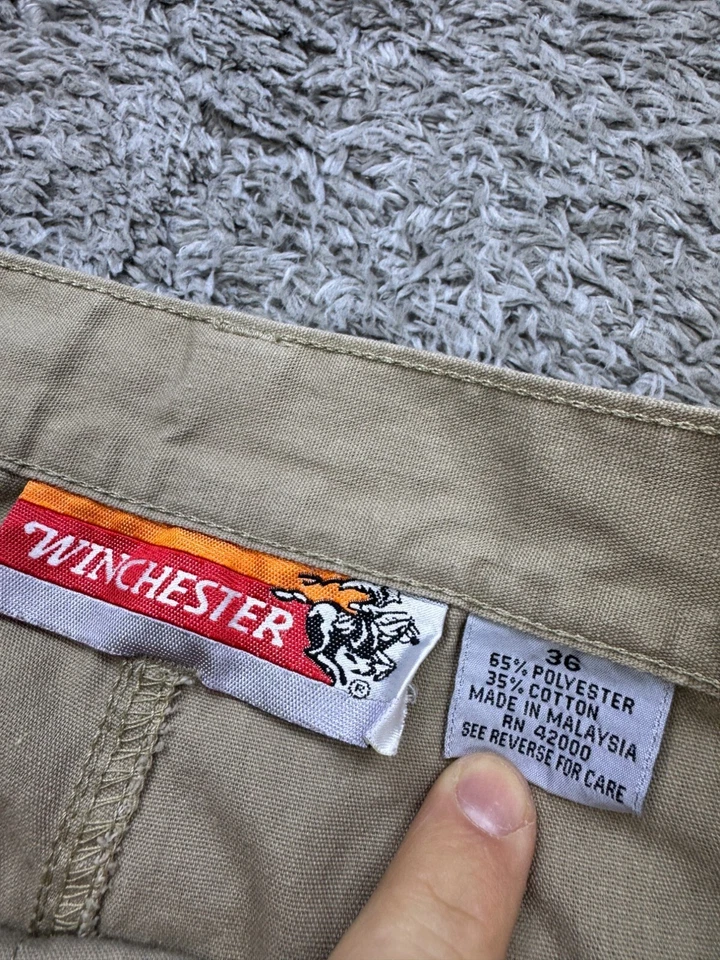 WINCHESTER
®
36
65% POLYESTER
35% COTTON
MADE IN MALAYSIA
RN 42000
SEE REVERSE FOR CARE